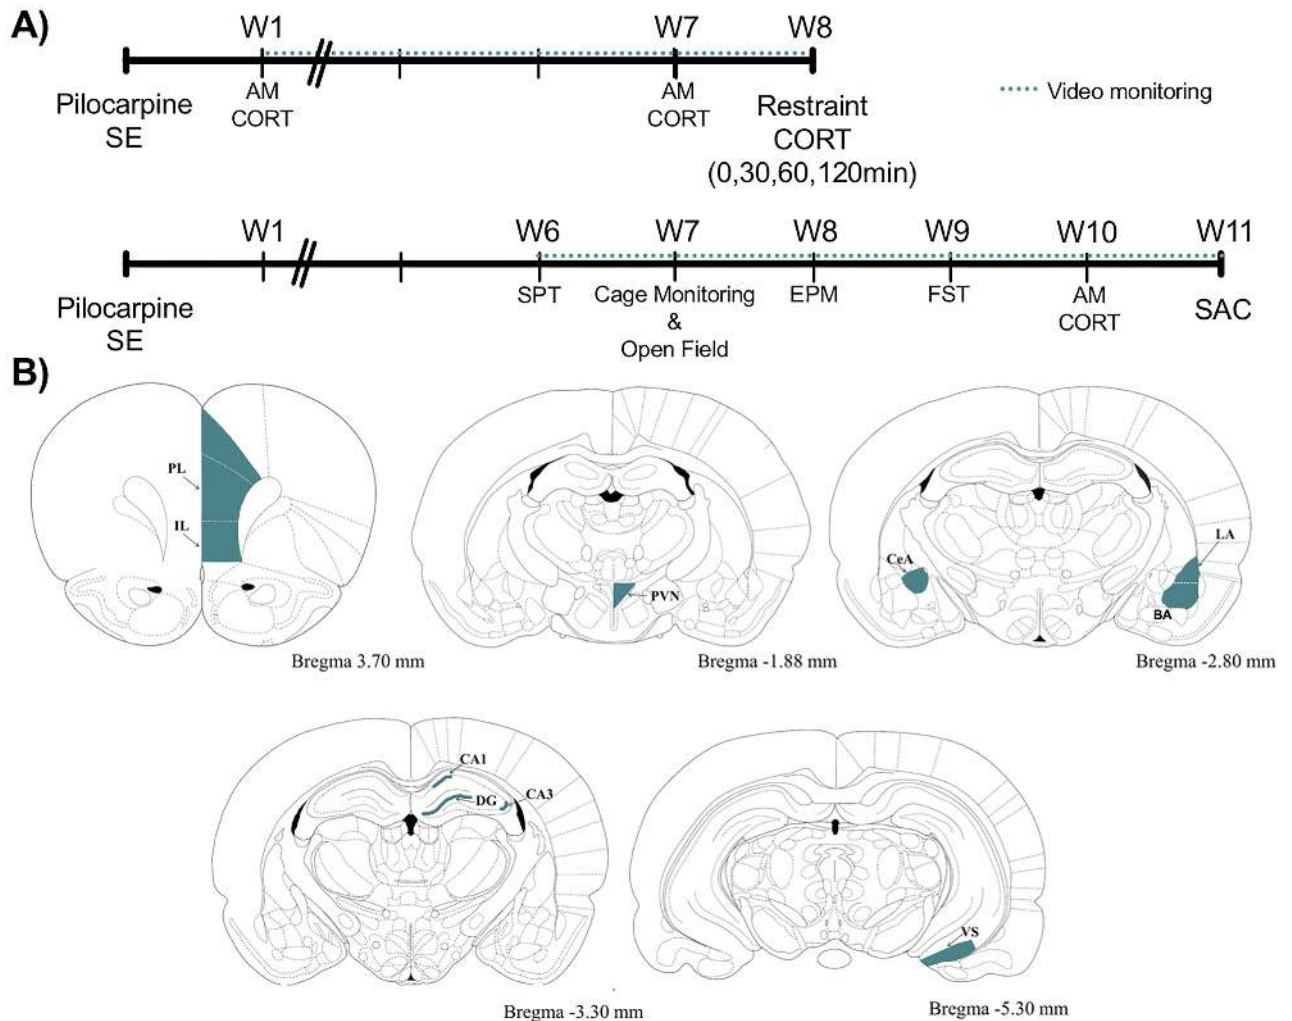 A)
W1 W7 W8
AM
CORT
AM
CORT
Pilocarpine
SE
Restraint
CORT
(0,30,60,120min)
Video monitoring
W1 W6 W7 W8 W9 W10 W11
Pilocarpine
SE
SPT
Cage Monitoring
&
Open Field
EPM
FST
AM
CORT
SAC
B)
PL
IL
Bregma 3.70 mm
PVN
Bregma -1.88 mm
CeA
LA
BA
Bregma -2.80 mm
CA1
DG
CA3
Bregma -3.30 mm
VS
Bregma -5.30 mm